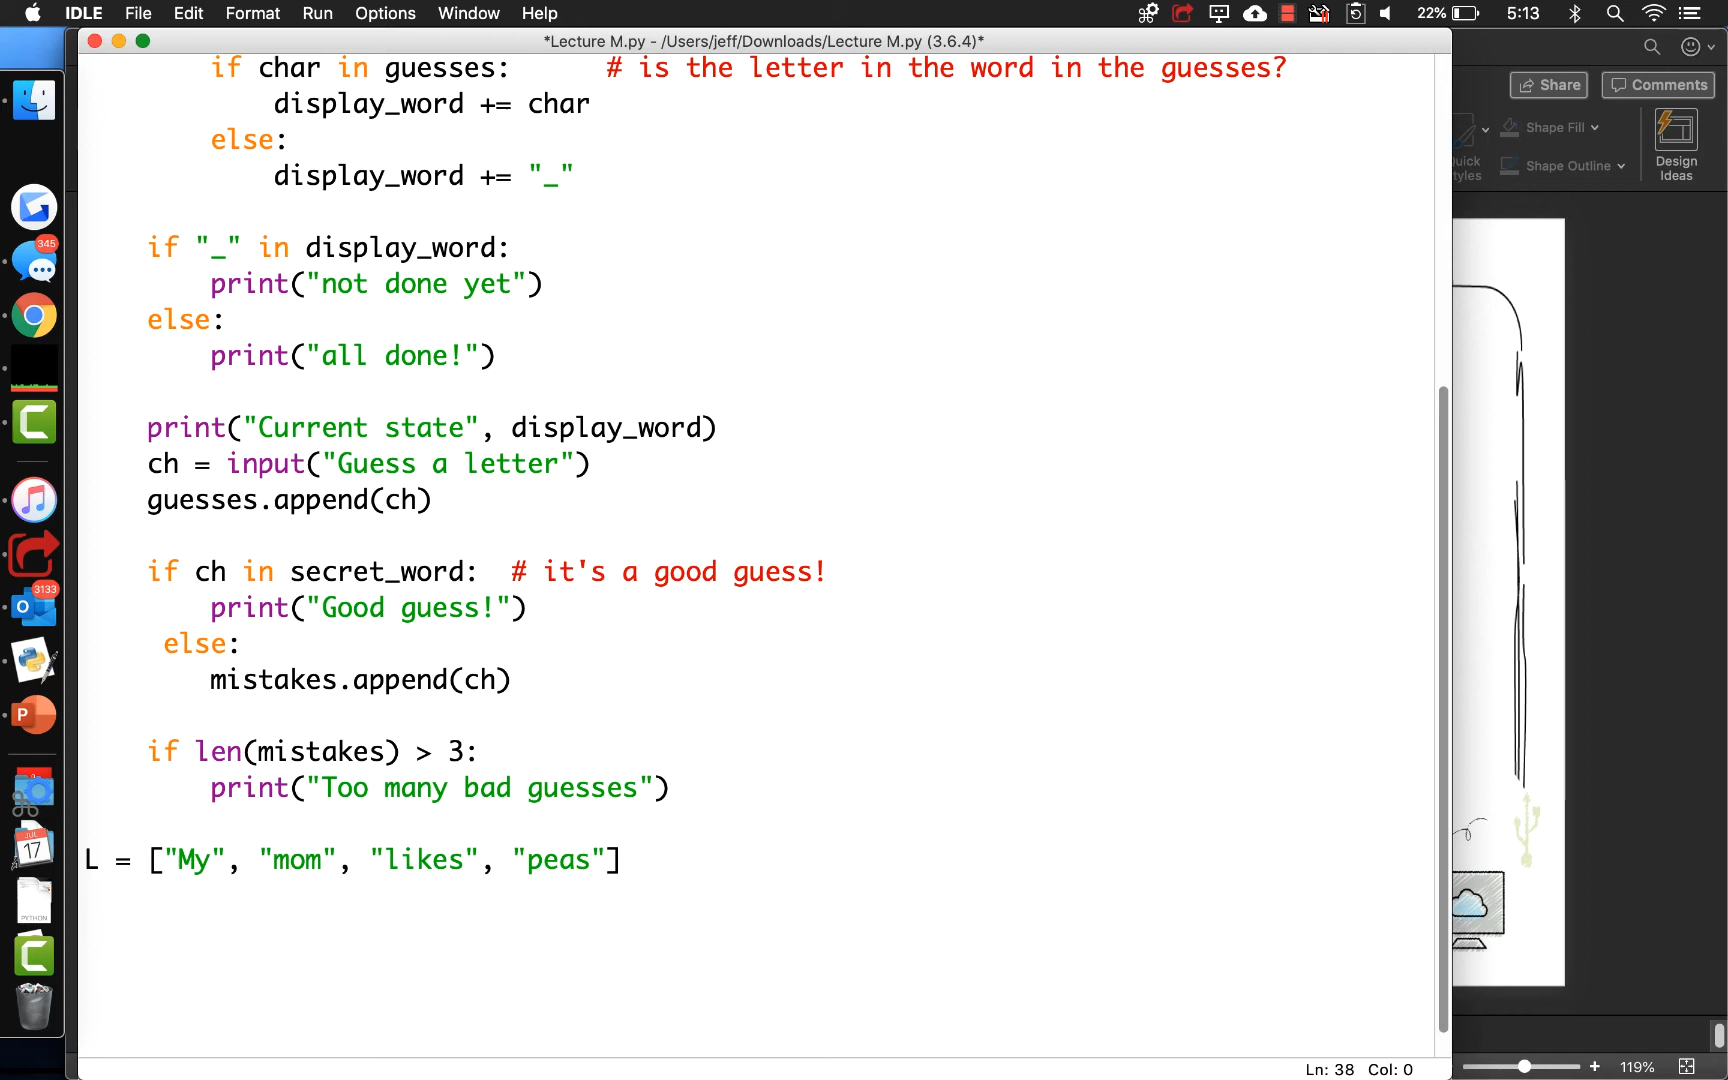 IDLE File Edit Format Run Options Window Help 22% 5:13
*Lecture M.py - /Users/jeff/Downloads/Lecture M.py (3.6.4)*
if char in guesses:      # is the letter in the word in the guesses?
display_word += char
else:
display_word += "_"
if "_" in display_word:
print("not done yet")
else:
print("all done!")
print("Current state", display_word)
ch = input("Guess a letter")
guesses.append(ch)
if ch in secret_word:  # it's a good guess!
print("Good guess!")
else:
mistakes.append(ch)
if len(mistakes) > 3:
print("Too many bad guesses")
L = ["My", "mom", "likes", "peas"]
Ln: 38 Col: 0
Share Comments
Shape Fill
Shape Outline
Design
Ideas
119%
345
3133
JUL
17
PYTHON